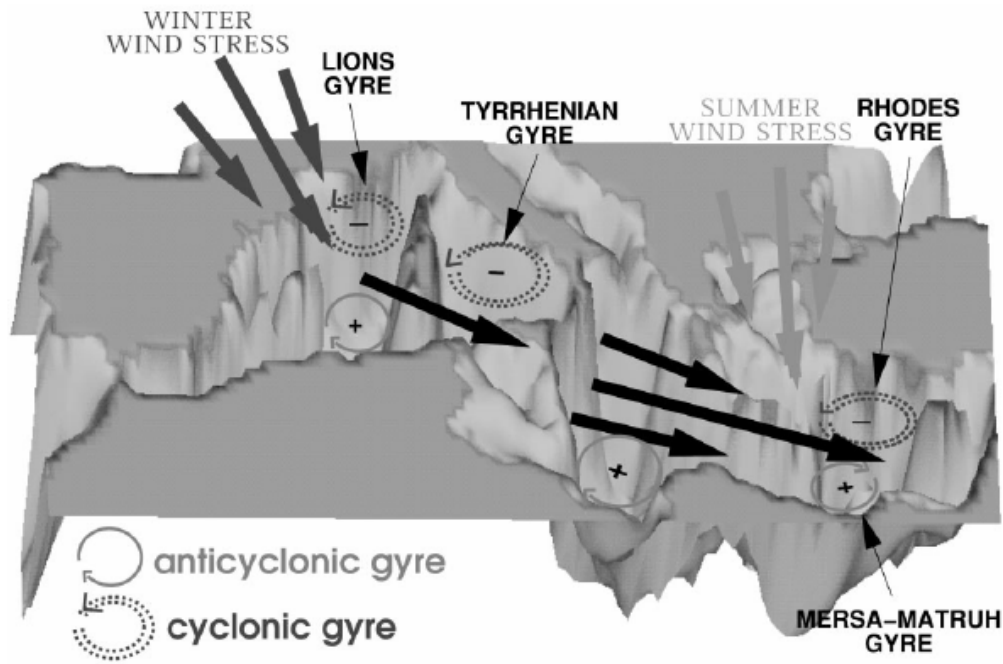 WINTER
WIND STRESS
LIONS
GYRE
TYRRHENIAN
GYRE
SUMMER
WIND STRESS
RHODES
GYRE
−
−
+
−
+
+
anticyclonic gyre
cyclonic gyre
MERSA−MATRUH
GYRE